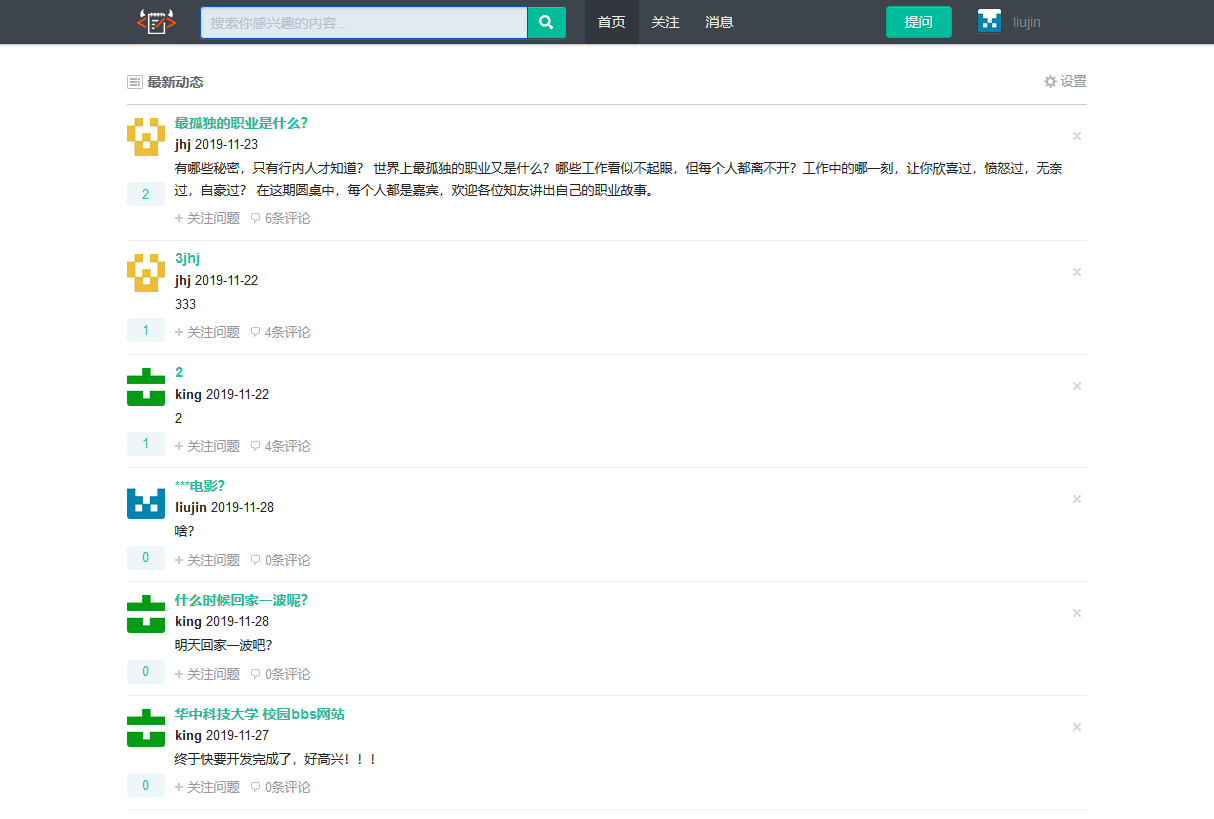 搜索你感兴趣的内容...
首页 关注 消息 提问 liujin
最新动态 设置
最孤独的职业是什么?
jhj 2019-11-23
有哪些秘密，只有行内人才知道？ 世界上最孤独的职业又是什么？哪些工作看似不起眼，但每个人都离不开？工作中的哪一刻，让你欣喜过，愤怒过，无奈
过，自豪过？ 在这期圆桌中，每个人都是嘉宾，欢迎各位知友讲出自己的职业故事。
2
+ 关注问题 6条评论
3jhj
jhj 2019-11-22
333
1
+ 关注问题 4条评论
2
king 2019-11-22
2
1
+ 关注问题 4条评论
***电影?
liujin 2019-11-28
啥？
0
+ 关注问题 0条评论
什么时候回家一波呢？
king 2019-11-28
明天回家一波吧？
0
+ 关注问题 0条评论
华中科技大学 校园bbs网站
king 2019-11-27
终于快要开发完成了，好高兴！！！
0
+ 关注问题 0条评论